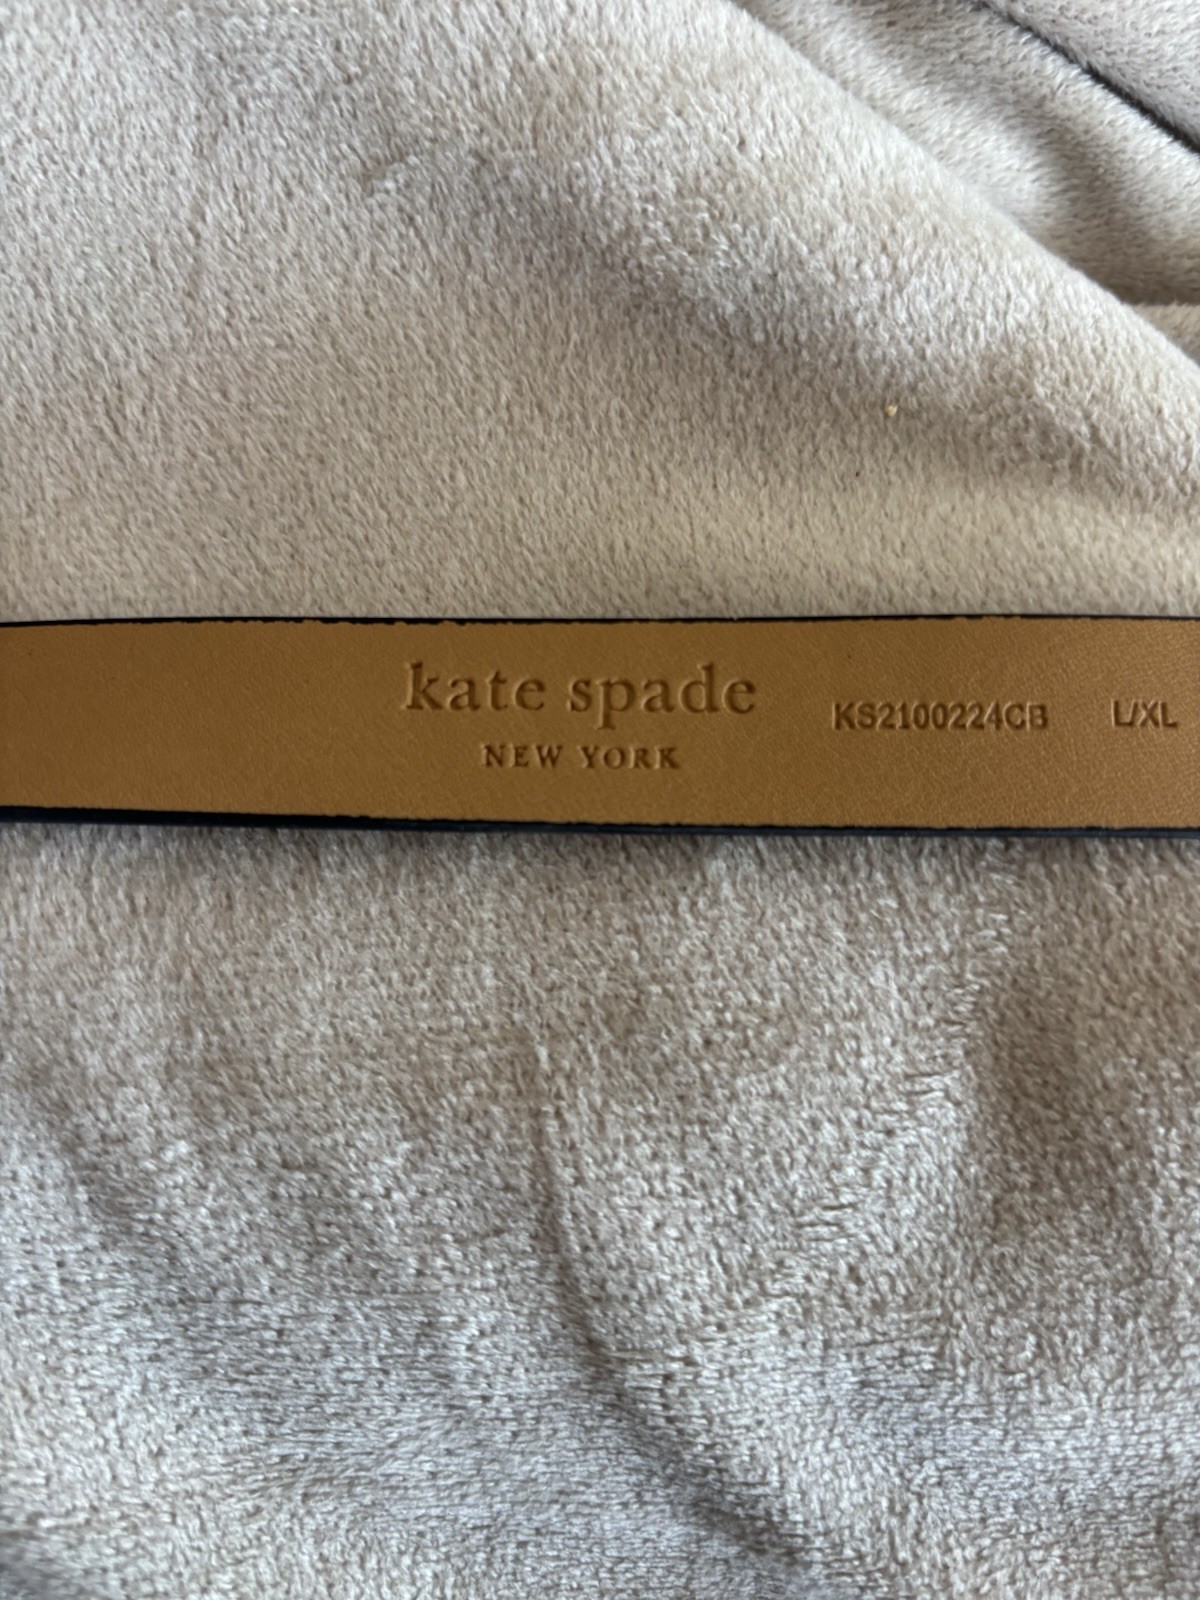 kate spade
NEW YORK
KS2100224CB
L/XL